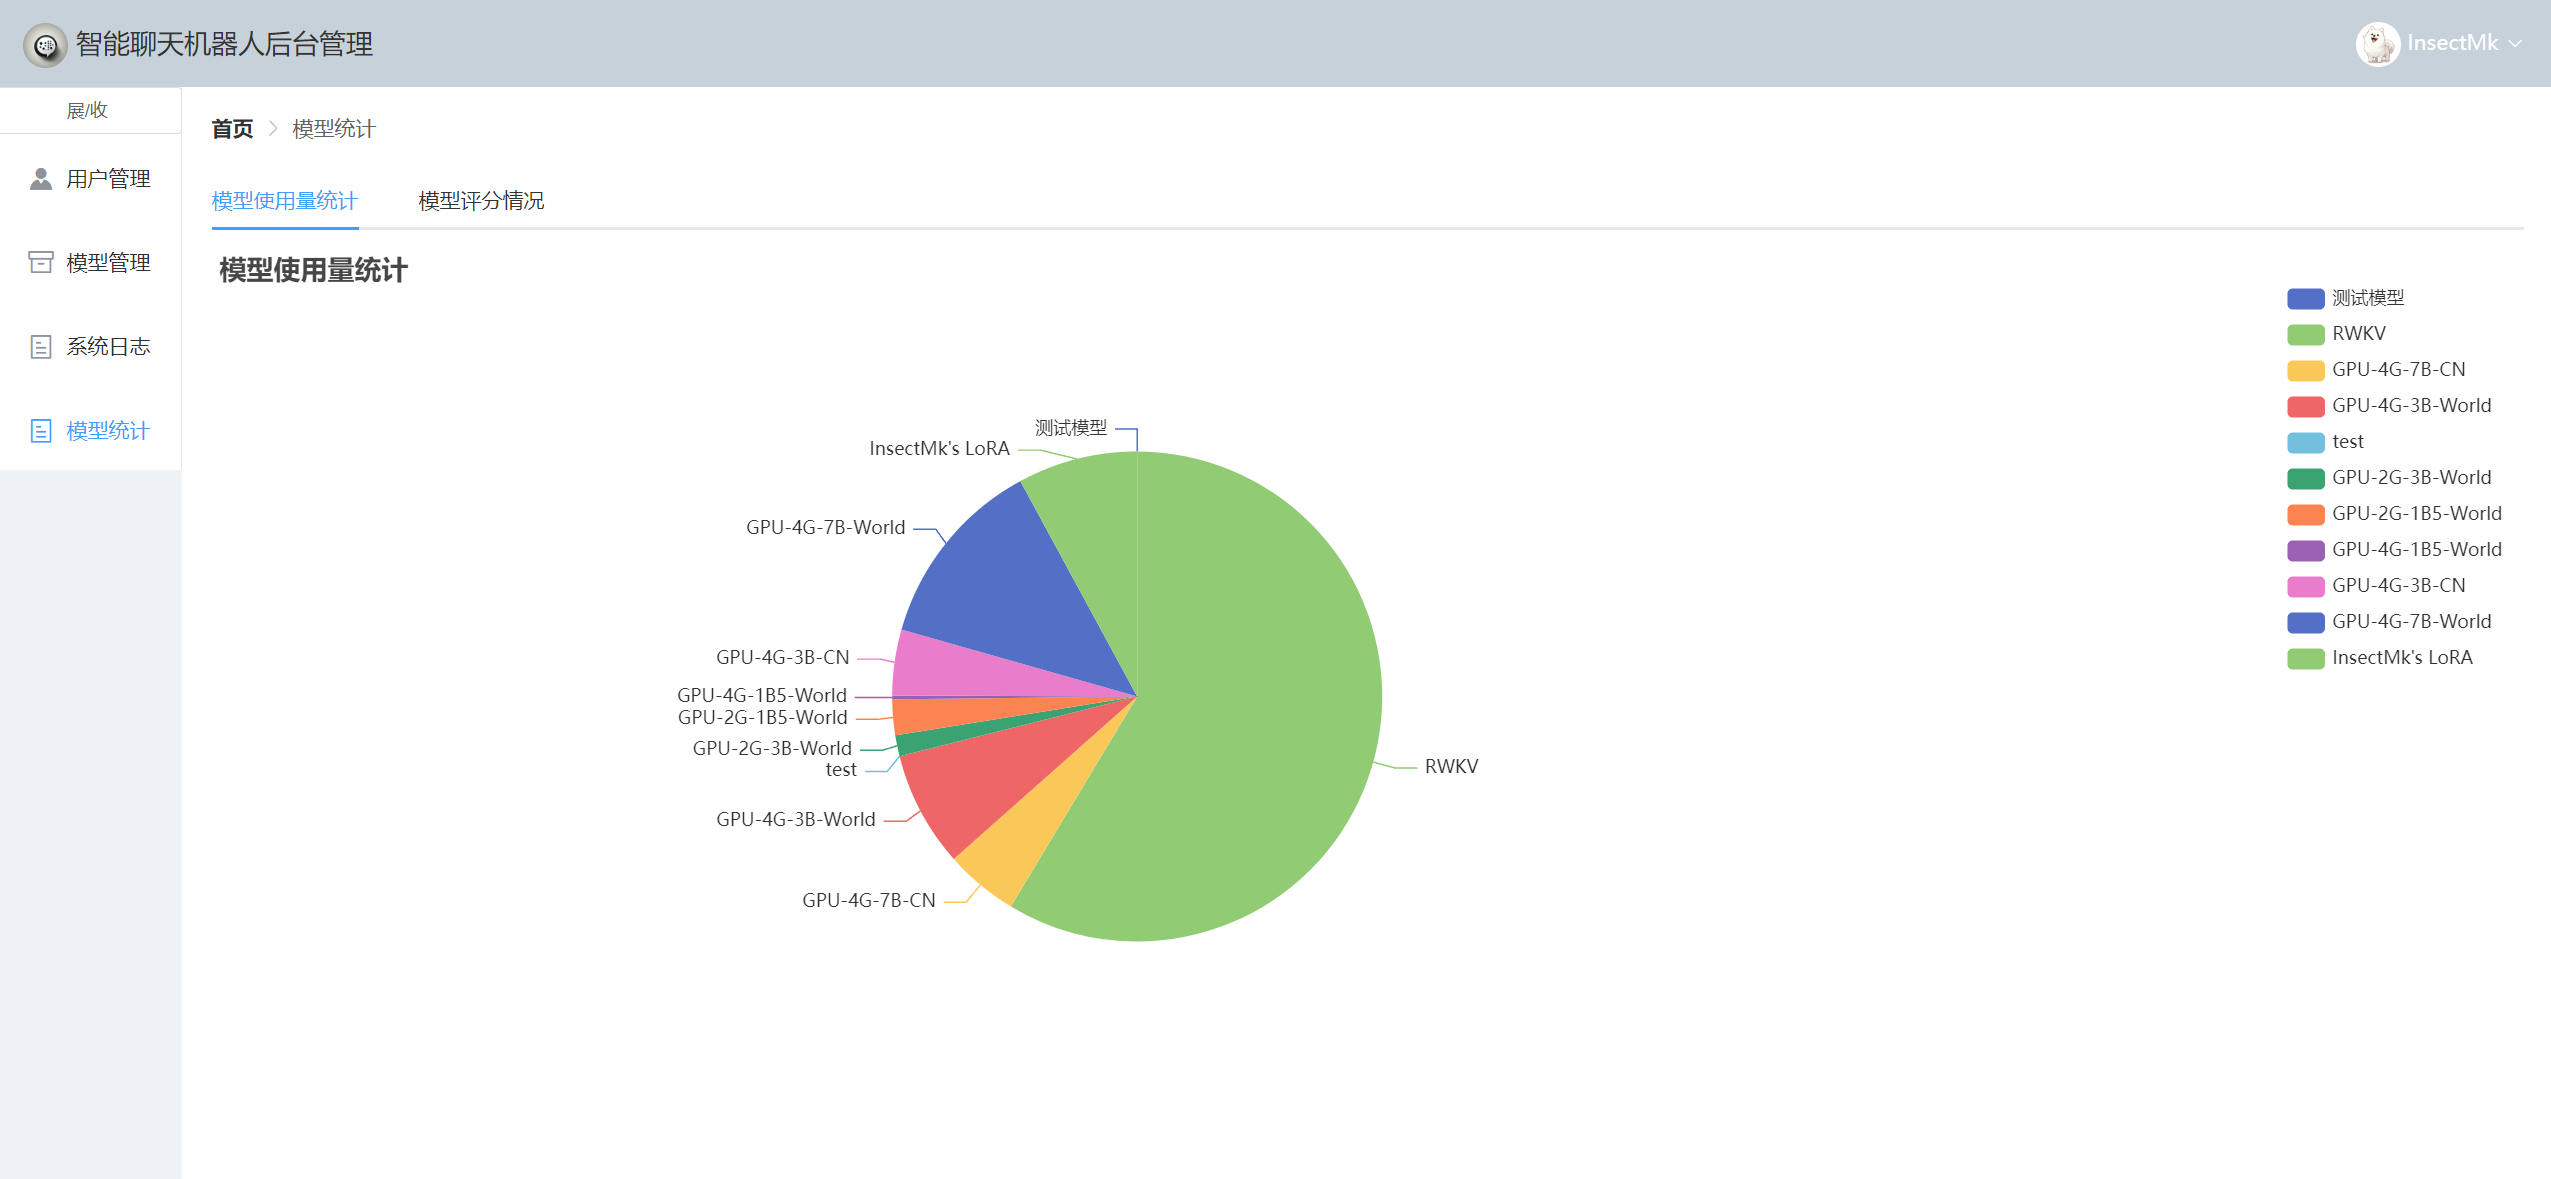 智能聊天机器人后台管理
InsectMk
展/收
用户管理
模型管理
系统日志
模型统计
首页 > 模型统计
模型使用量统计
模型评分情况
模型使用量统计
测试模型
InsectMk's LoRA
GPU-4G-7B-World
GPU-4G-3B-CN
GPU-4G-1B5-World
GPU-2G-1B5-World
GPU-2G-3B-World
test
GPU-4G-3B-World
GPU-4G-7B-CN
RWKV
测试模型
RWKV
GPU-4G-7B-CN
GPU-4G-3B-World
test
GPU-2G-3B-World
GPU-2G-1B5-World
GPU-4G-1B5-World
GPU-4G-3B-CN
GPU-4G-7B-World
InsectMk's LoRA